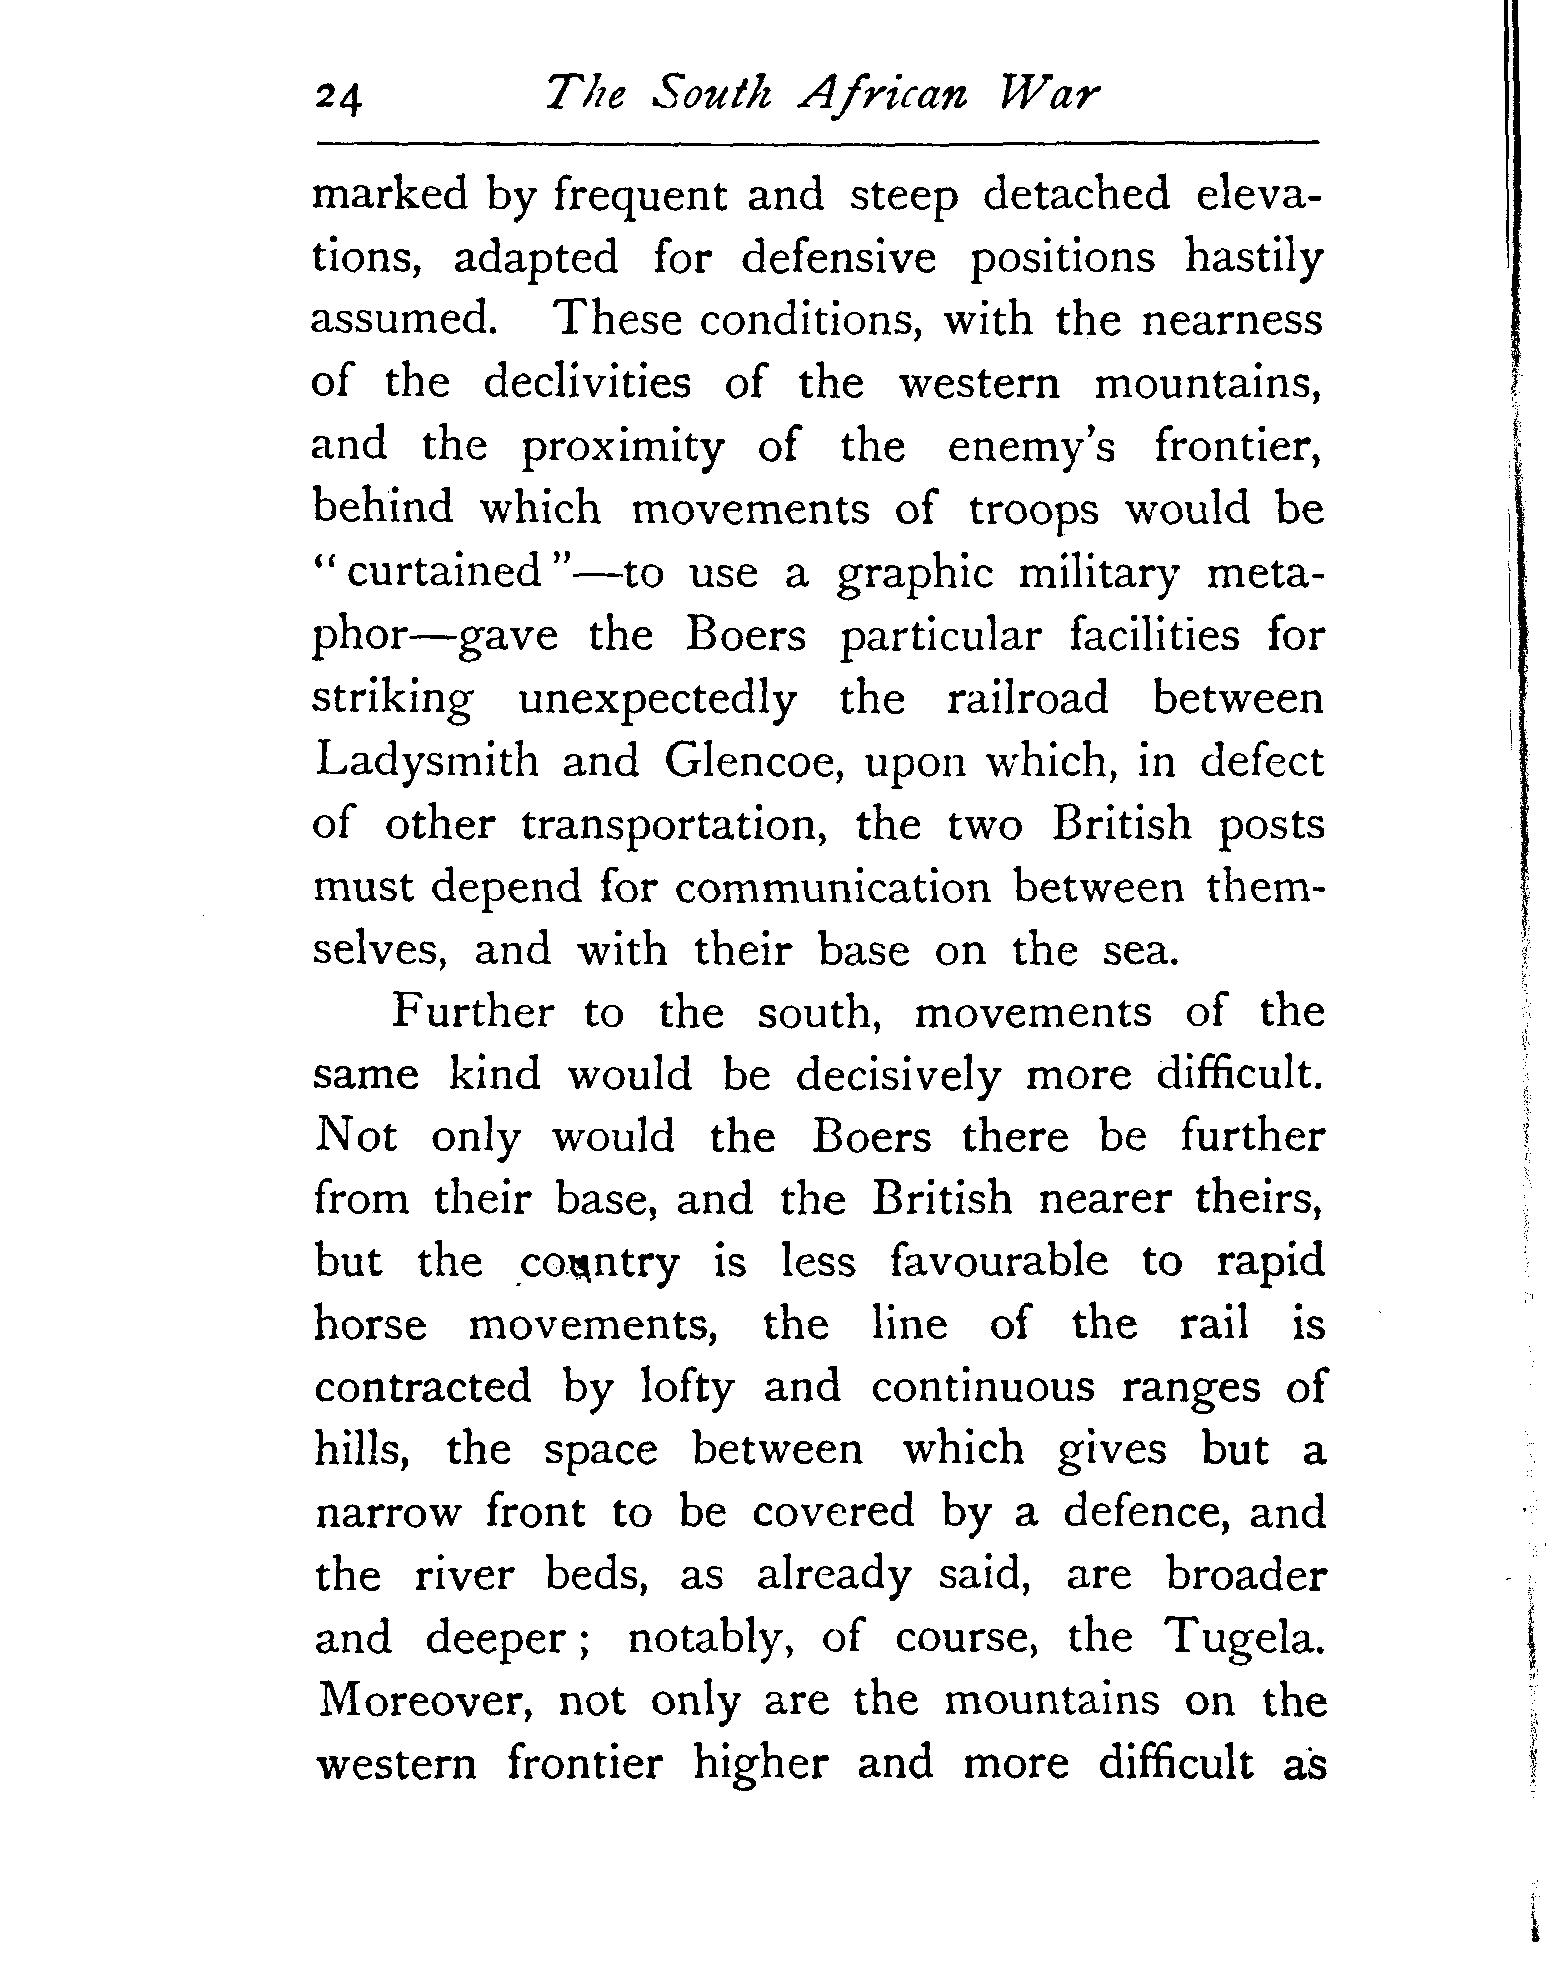 24 The South African War
marked by frequent and steep detached eleva-
tions, adapted for defensive positions hastily
assumed. These conditions, with the nearness
of the declivities of the western mountains,
and the proximity of the enemy's frontier,
behind which movements of troops would be
"curtained"—to use a graphic military meta-
phor—gave the Boers particular facilities for
striking unexpectedly the railroad between
Ladysmith and Glencoe, upon which, in defect
of other transportation, the two British posts
must depend for communication between them-
selves, and with their base on the sea.
Further to the south, movements of the
same kind would be decisively more difficult.
Not only would the Boers there be further
from their base, and the British nearer theirs,
but the country is less favourable to rapid
horse movements, the line of the rail is
contracted by lofty and continuous ranges of
hills, the space between which gives but a
narrow front to be covered by a defence, and
the river beds, as already said, are broader
and deeper; notably, of course, the Tugela.
Moreover, not only are the mountains on the
western frontier higher and more difficult as